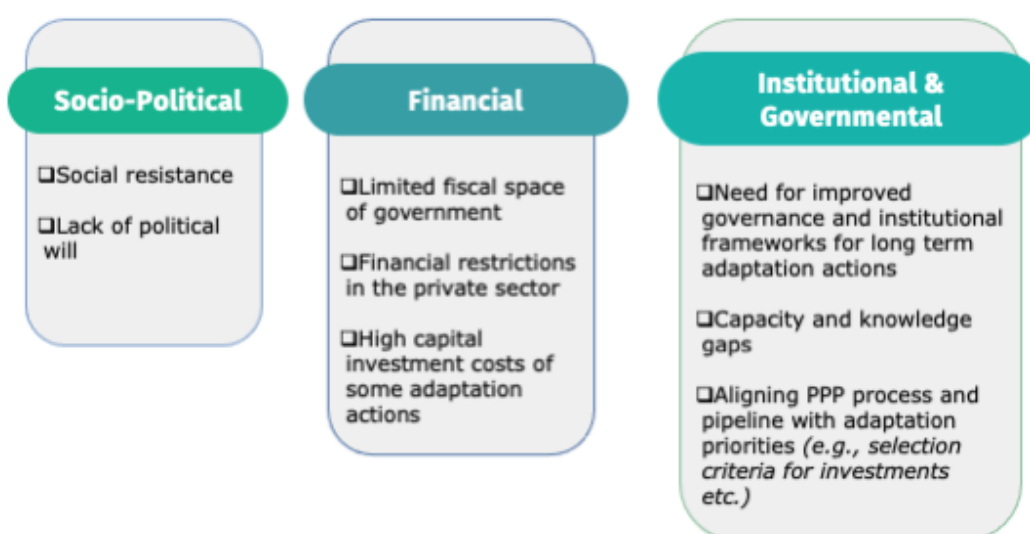 Socio-Political
❑Social resistance
❑Lack of political
will
Financial
❑Limited fiscal space
of government
❑Financial restrictions
in the private sector
❑High capital
investment costs of
some adaptation
actions
Institutional &
Governmental
❑Need for improved
governance and institutional
frameworks for long term
adaptation actions
❑Capacity and knowledge
gaps
❑Aligning PPP process and
pipeline with adaptation
priorities (e.g., selection
criteria for investments
etc.)